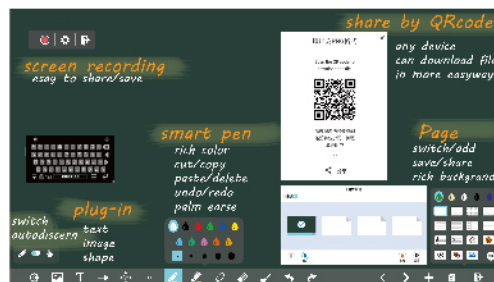 share by QRcode
any device
can download file
in more easyway
screen recording
easy to share/save
smart pen
rich color
cut/copy
paste/delete
undo/redo
palm earse
Page
switch/add
save/share
rich backgrand
plug-in
text
image
shape
switch
autodiscern